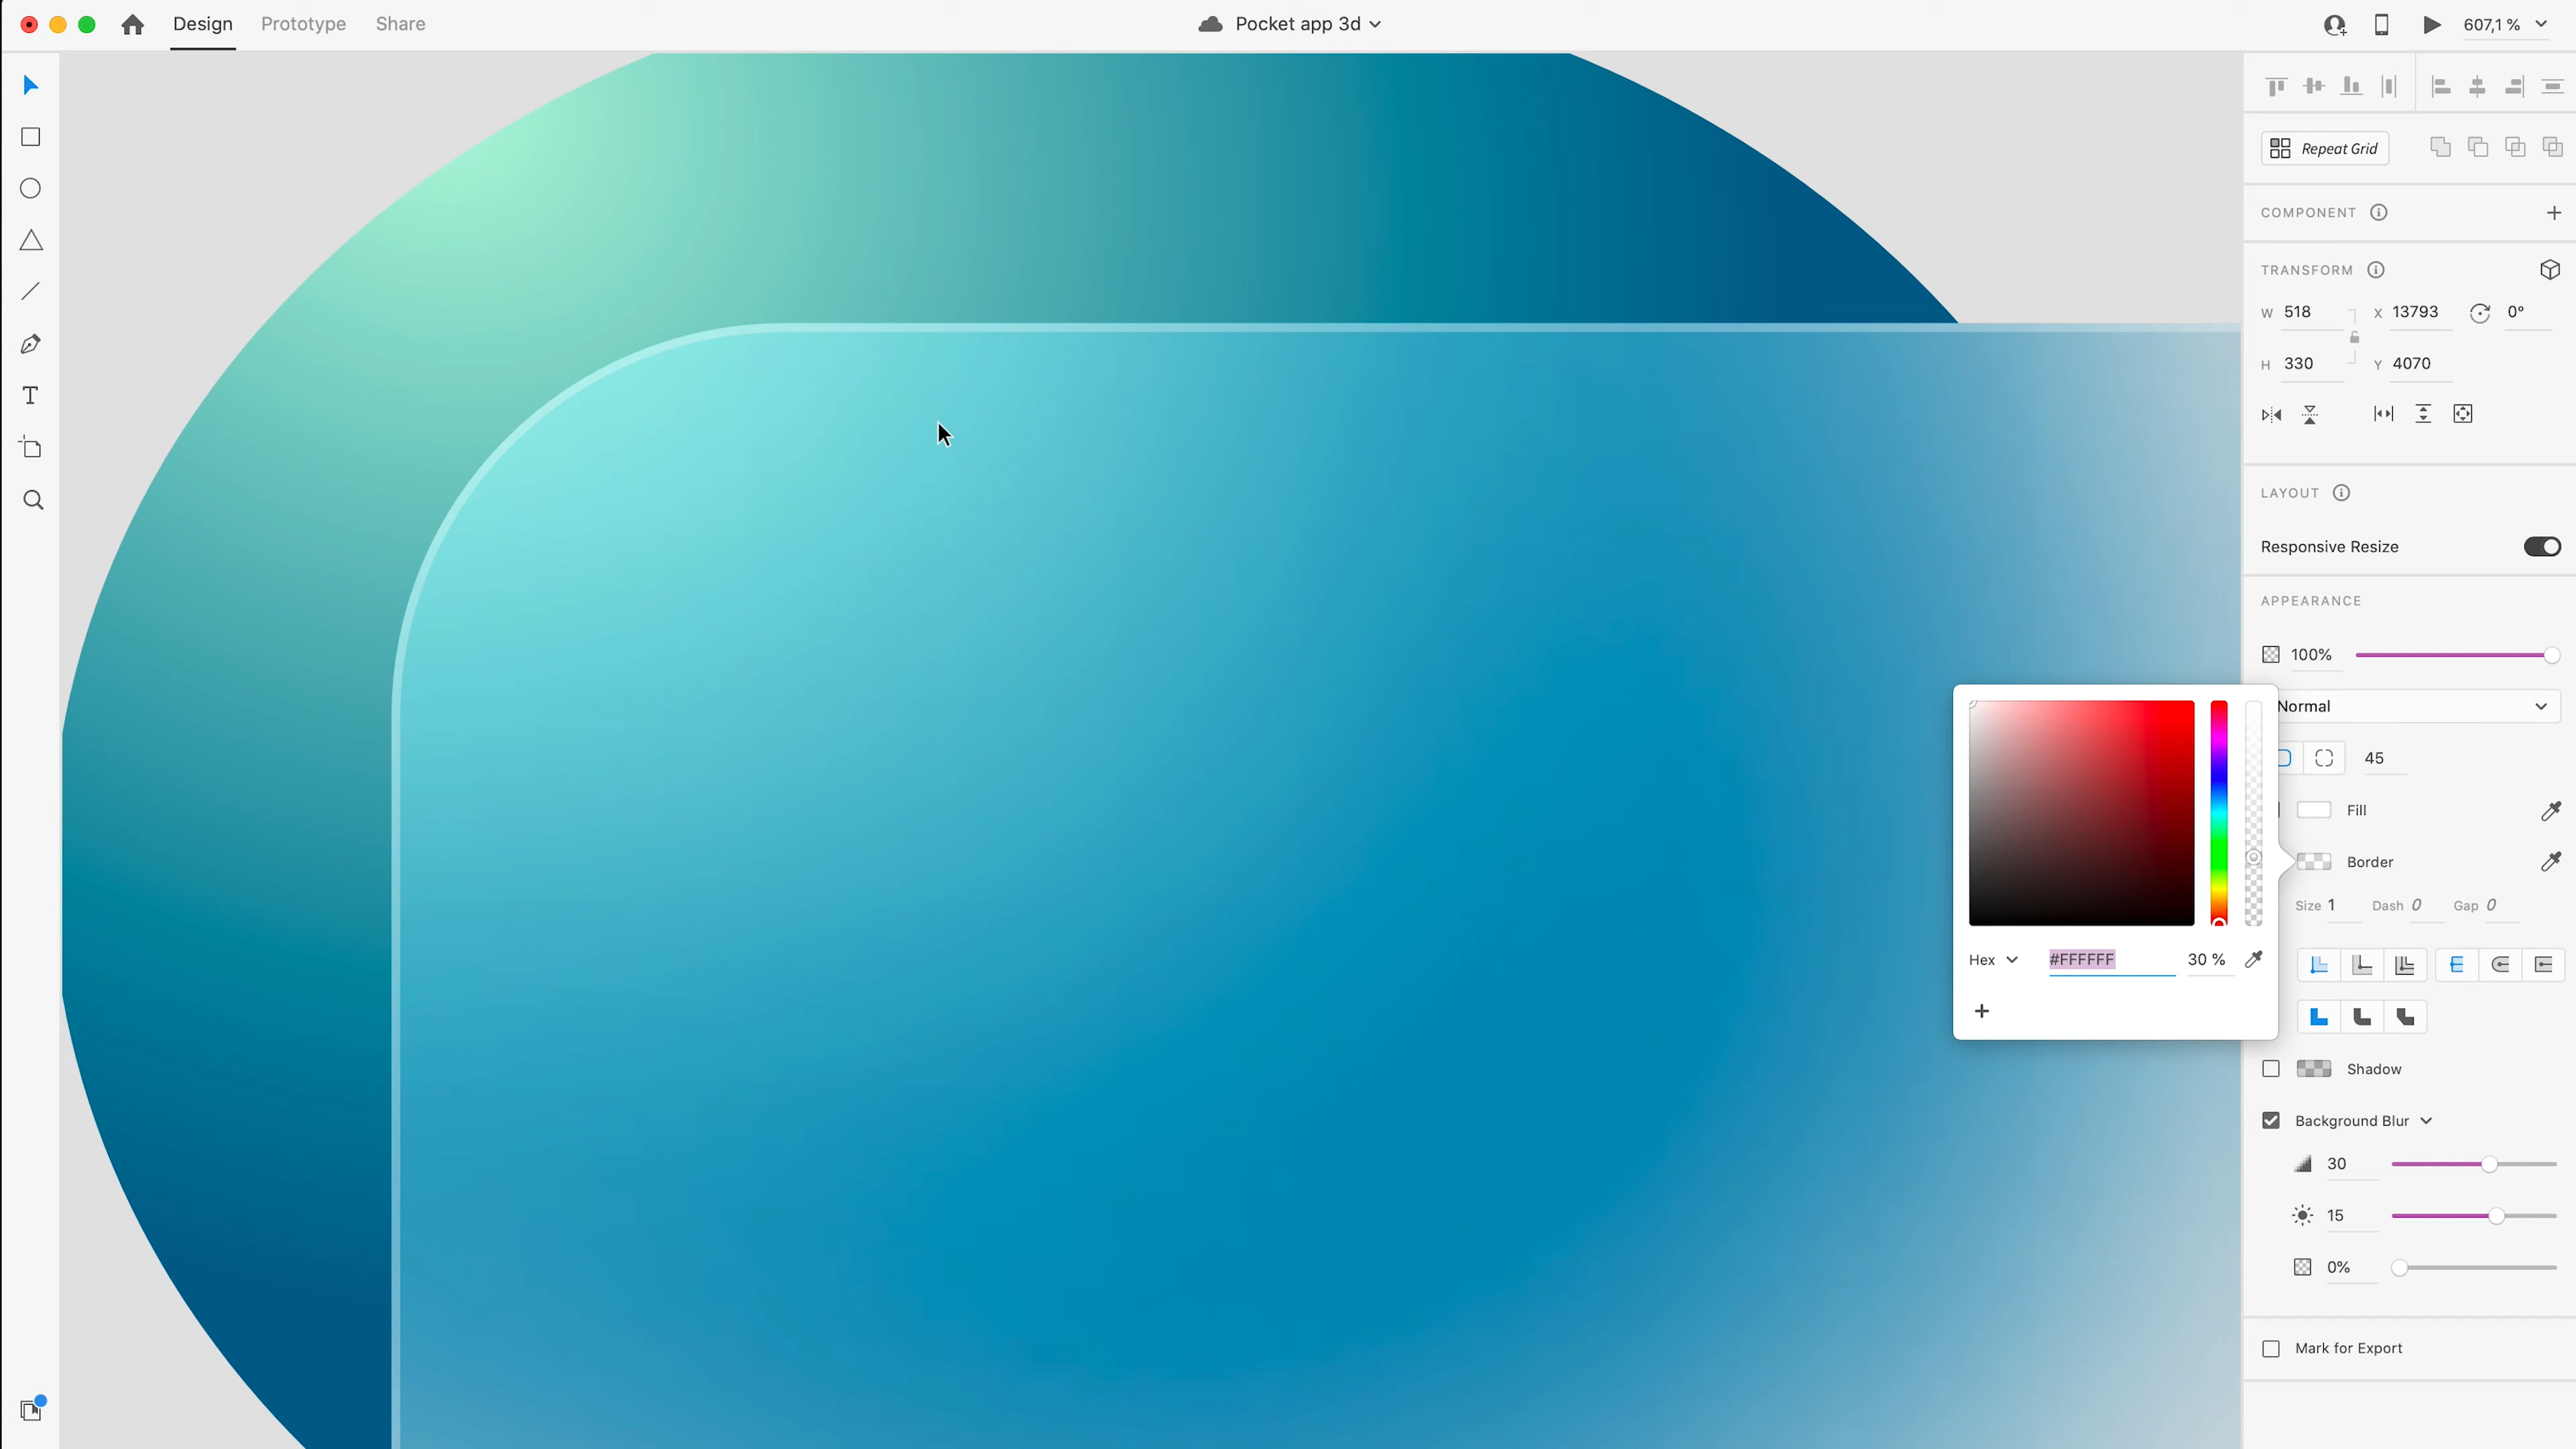 Design Prototype Share Pocket app 3d 607,1 %
Repeat Grid
COMPONENT
TRANSFORM
W 518 X 13793 0°
H 330 Y 4070
LAYOUT
Responsive Resize
APPEARANCE
100%
Normal
45
Fill
Border
Size 1 Dash 0 Gap 0
Hex #FFFFFF 30 %
Shadow
Background Blur
30
15
0%
Mark for Export